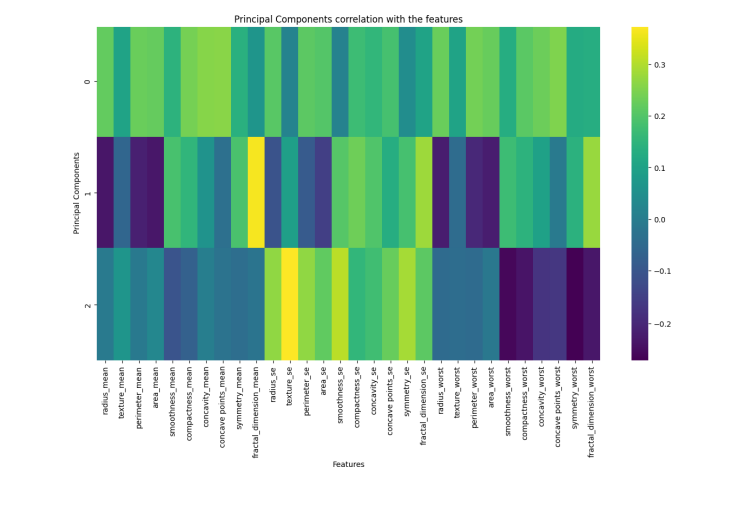 Principal Components correlation with the features
Principal Components
0
1
2
0.3
0.2
0.1
0.0
−0.1
−0.2
radius_mean
texture_mean
perimeter_mean
area_mean
smoothness_mean
compactness_mean
concavity_mean
concave points_mean
symmetry_mean
fractal_dimension_mean
radius_se
texture_se
perimeter_se
area_se
smoothness_se
compactness_se
concavity_se
concave points_se
symmetry_se
fractal_dimension_se
radius_worst
texture_worst
perimeter_worst
area_worst
smoothness_worst
compactness_worst
concavity_worst
concave points_worst
symmetry_worst
fractal_dimension_worst
Features